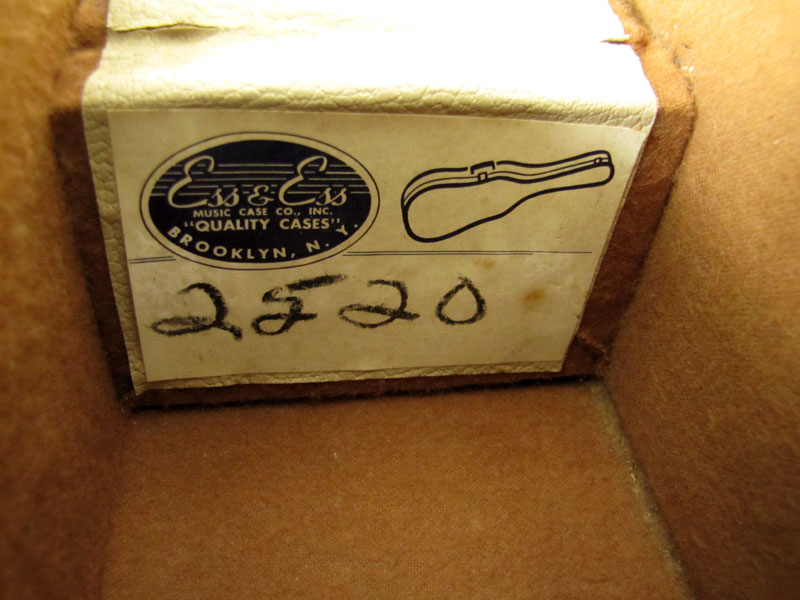 Ess & Ess
MUSIC CASE CO., INC.
"QUALITY CASES"
BROOKLYN, N. Y.
2520